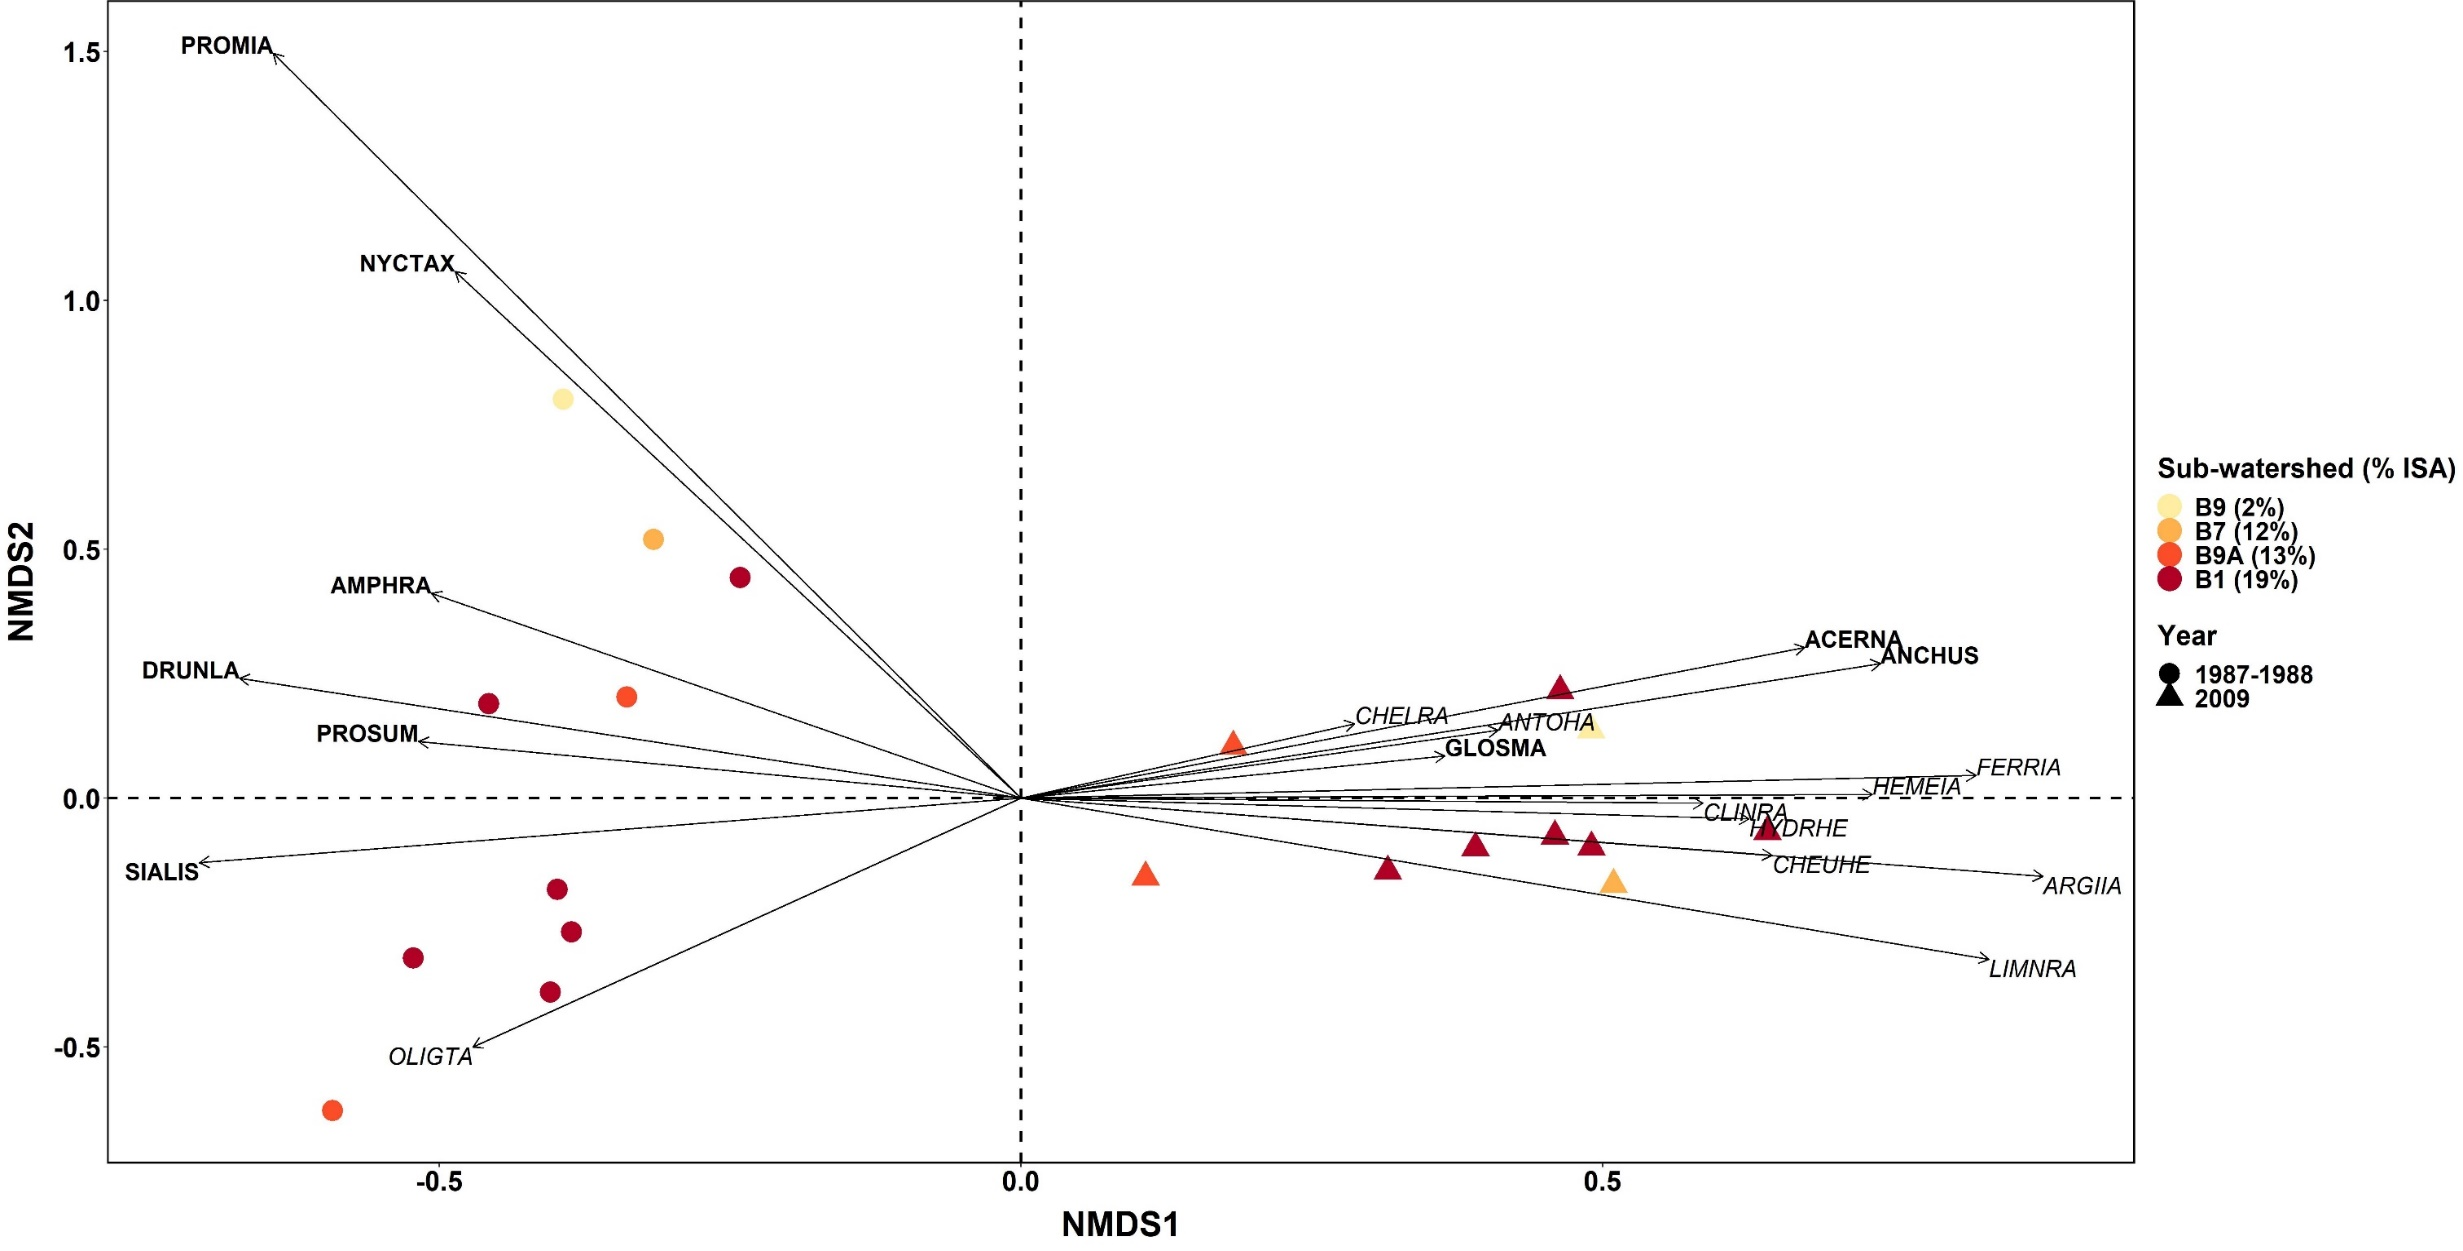 PROMIA
1.5
NYCTAX
1.0
0.5
AMPHRA
ACERNA
ANCHUS
DRUNLA
CHELRA
ANTOHA
PROSUM
GLOSMA
FERRIA
HEMEIA
0.0
CLINRA
HYDRHE
CHEUHE
SIALIS
ARGIIA
LIMNRA
-0.5
OLIGTA
-0.5
0.0
0.5
NMDS1
NMDS2
Sub-watershed (% ISA)
B9 (2%)
B7 (12%)
B9A (13%)
B1 (19%)
Year
1987-1988
2009